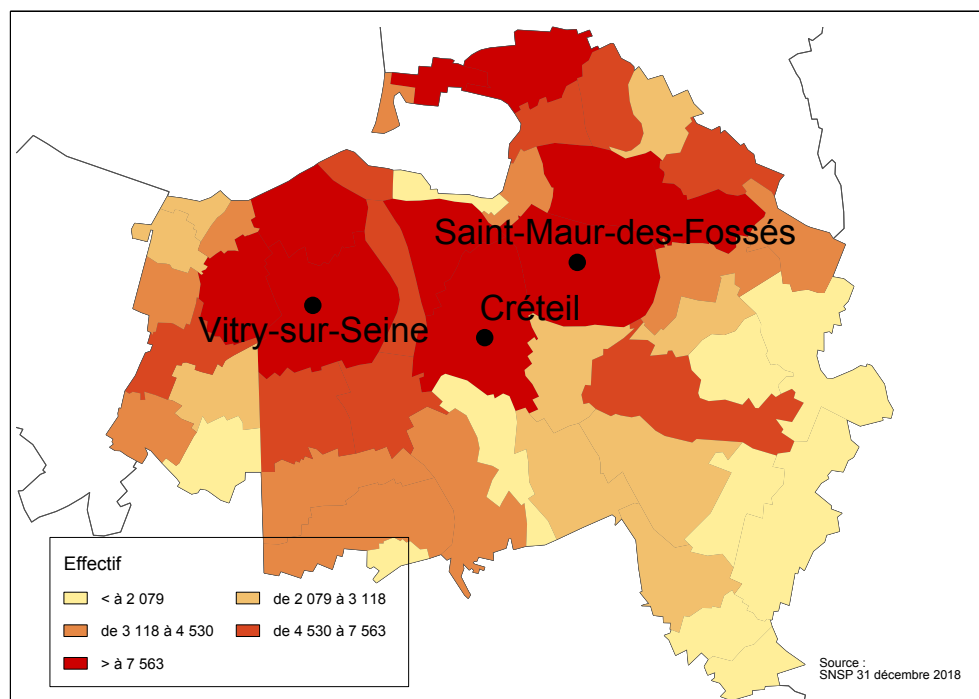 Saint-Maur-des-Fossés
Créteil
Vitry-sur-Seine
Effectif
< à 2 079
de 2 079 à 3 118
de 3 118 à 4 530
de 4 530 à 7 563
> à 7 563
Source :
SNSP 31 décembre 2018